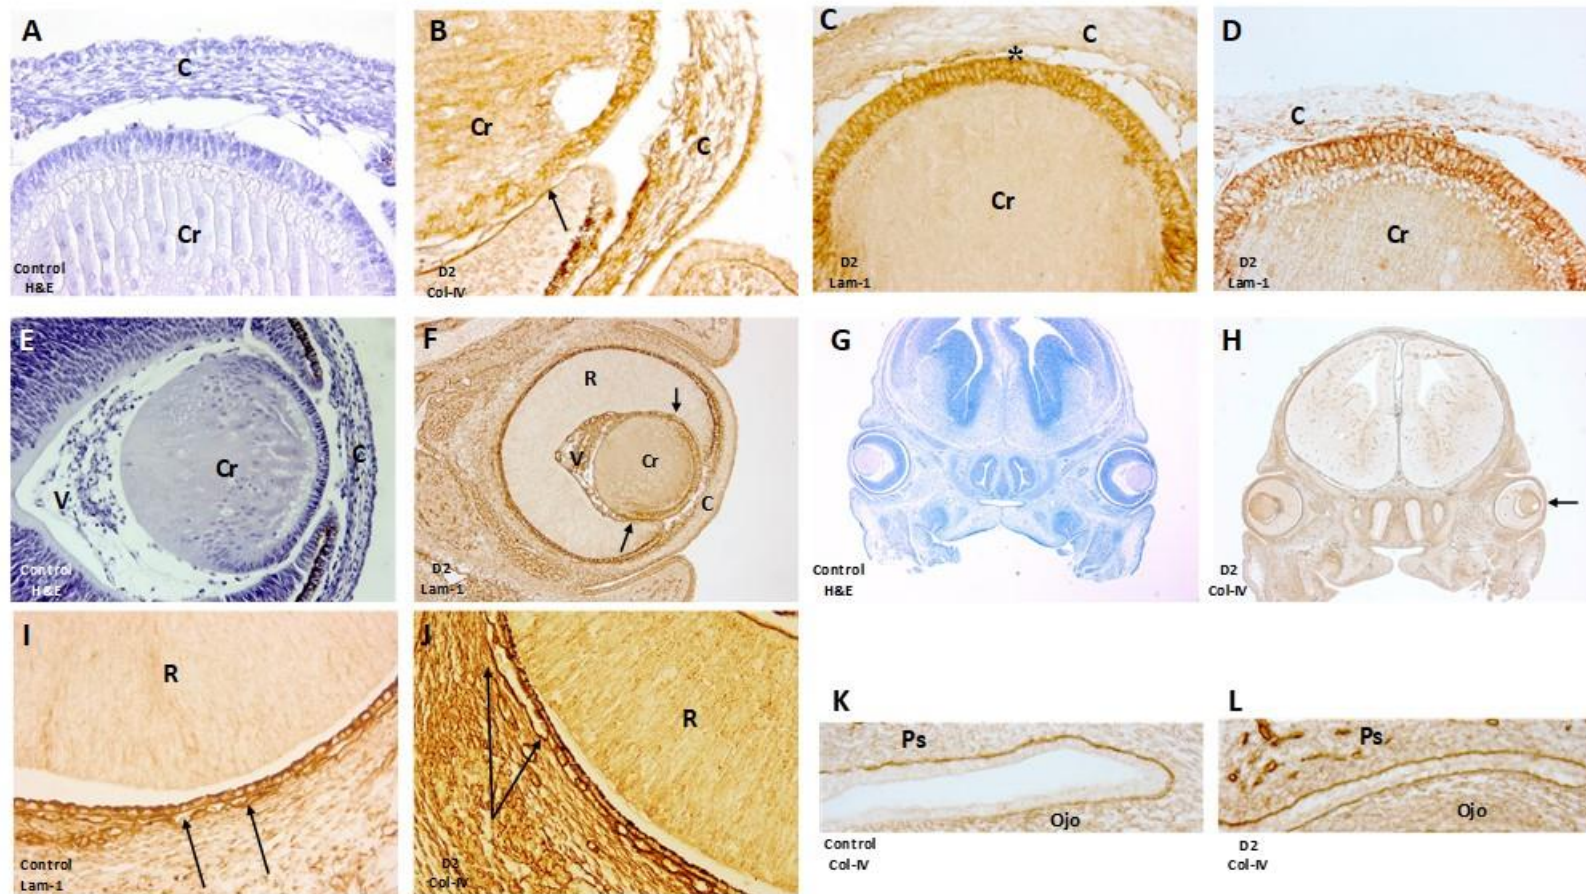 A
C
Cr
Control
H&E
B
Cr
C
D2
Col-IV
C
C
*
Cr
D2
Lam-1
D
C
Cr
D2
Lam-1
E
V
Cr
C
Control
H&E
F
R
V
Cr
C
D2
Lam-1
G
Control
H&E
H
D2
Col-IV
I
R
Control
Lam-1
J
R
D2
Col-IV
K
Ps
Ojo
Control
Col-IV
L
Ps
Ojo
D2
Col-IV